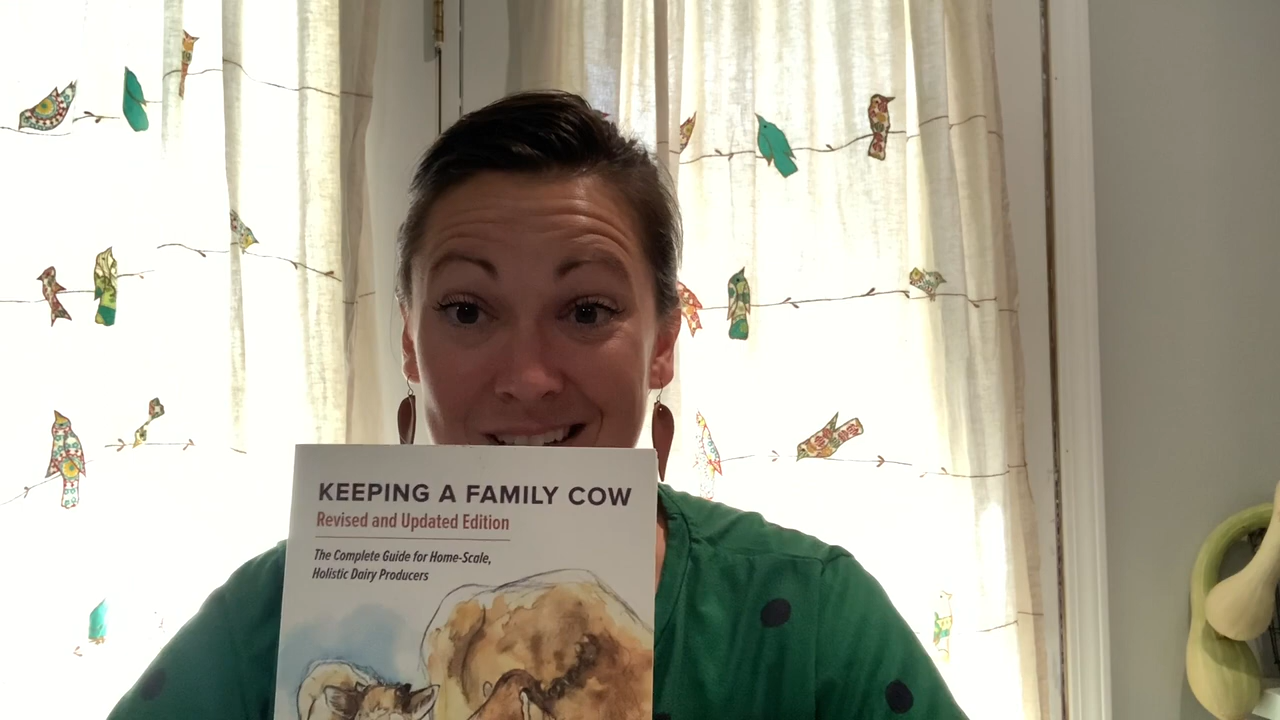 KEEPING A FAMILY COW
Revised and Updated Edition
The Complete Guide for Home-Scale,
Holistic Dairy Producers